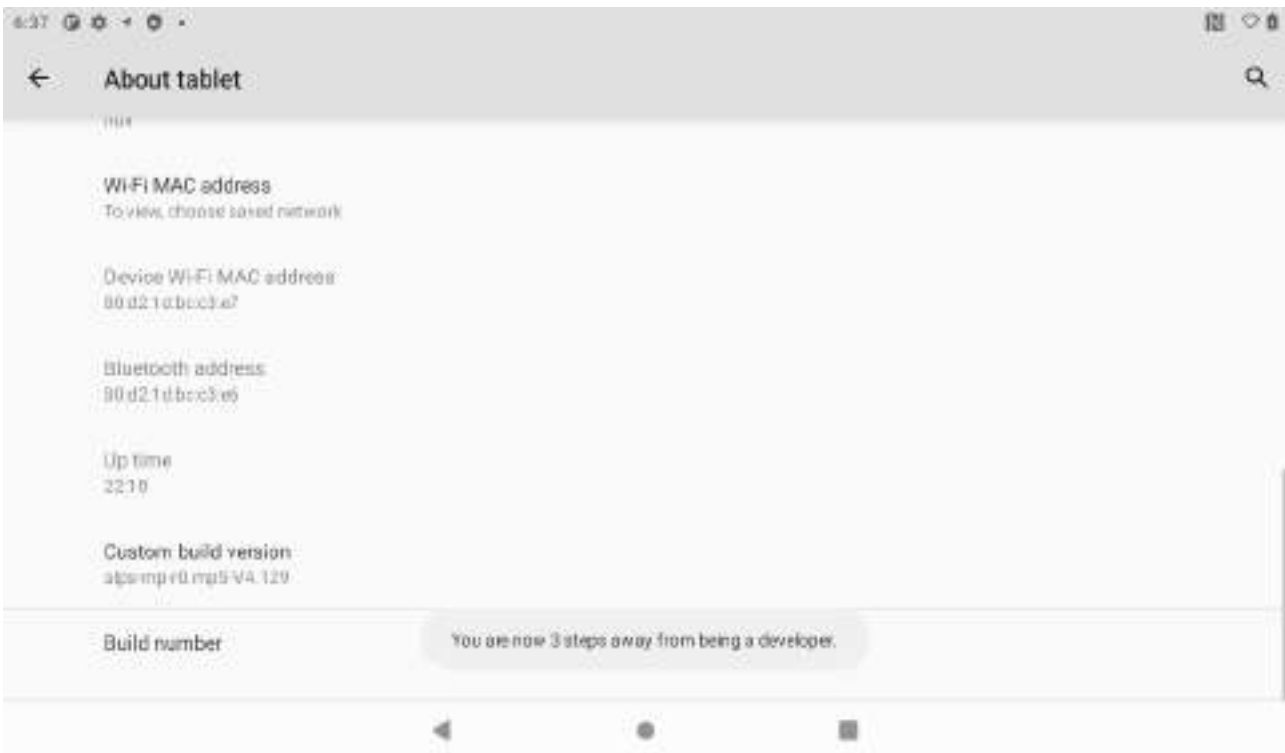 6:37
About tablet
Wi-Fi MAC address
To view, choose saved network
Device Wi-Fi MAC address
Bluetooth address
Up time
22:10
Custom build version
Build number
You are now 3 steps away from being a developer.